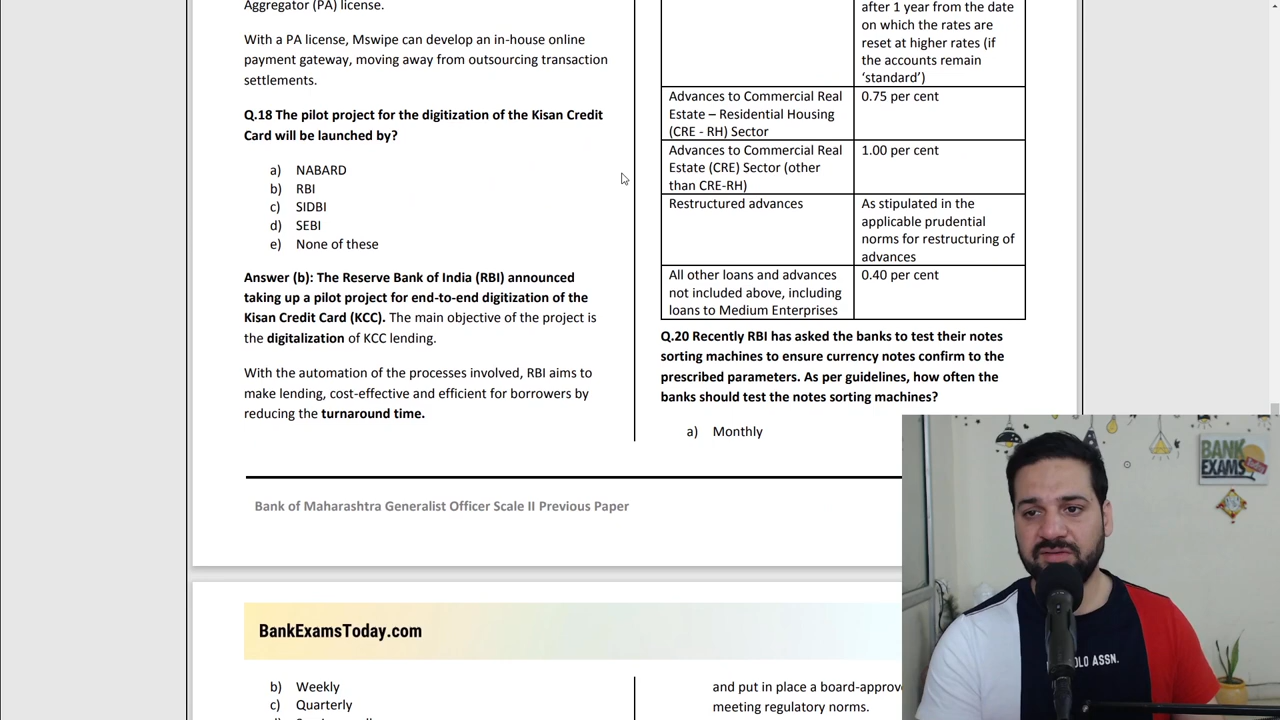 Aggregator (PA) license.
With a PA license, Mswipe can develop an in-house online
payment gateway, moving away from outsourcing transaction
settlements.
Q.18 The pilot project for the digitization of the Kisan Credit
Card will be launched by?
a) NABARD
b) RBI
c) SIDBI
d) SEBI
e) None of these
Answer (b): The Reserve Bank of India (RBI) announced
taking up a pilot project for end-to-end digitization of the
Kisan Credit Card (KCC). The main objective of the project is
the digitalization of KCC lending.
With the automation of the processes involved, RBI aims to
make lending, cost-effective and efficient for borrowers by
reducing the turnaround time.
after 1 year from the date
on which the rates are
reset at higher rates (if
the accounts remain
‘standard’)
Advances to Commercial Real
Estate – Residential Housing
(CRE - RH) Sector
0.75 per cent
Advances to Commercial Real
Estate (CRE) Sector (other
than CRE-RH)
1.00 per cent
Restructured advances
As stipulated in the
applicable prudential
norms for restructuring of
advances
All other loans and advances
not included above, including
loans to Medium Enterprises
0.40 per cent
Q.20 Recently RBI has asked the banks to test their notes
sorting machines to ensure currency notes confirm to the
prescribed parameters. As per guidelines, how often the
banks should test the notes sorting machines?
a) Monthly
Bank of Maharashtra Generalist Officer Scale II Previous Paper
BankExamsToday.com
b) Weekly
c) Quarterly
and put in place a board-approve
meeting regulatory norms.
BANK
EXAMS
OLO ASSN.